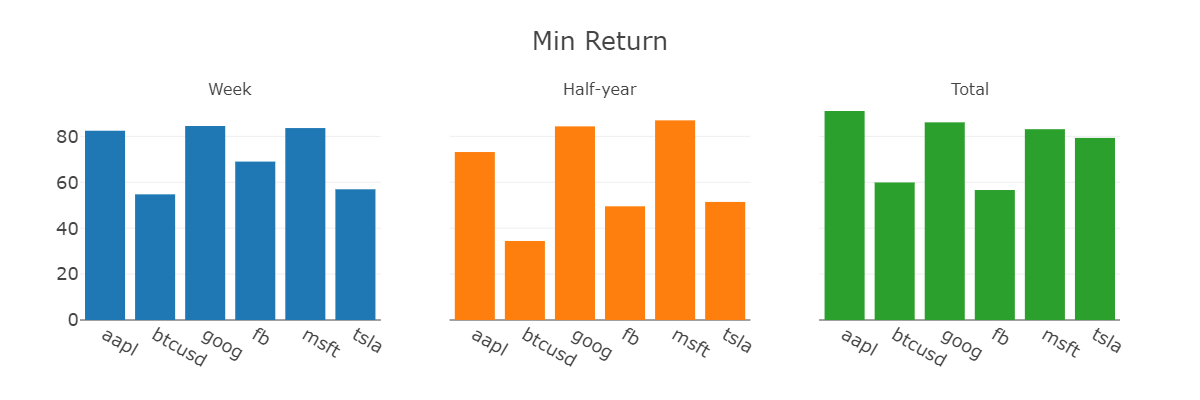 Min Return
Week
Half-year
Total
80
60
40
20
0
aapl
btcusd
goog
fb
msft
tsla
aapl
btcusd
goog
fb
msft
tsla
aapl
btcusd
goog
fb
msft
tsla